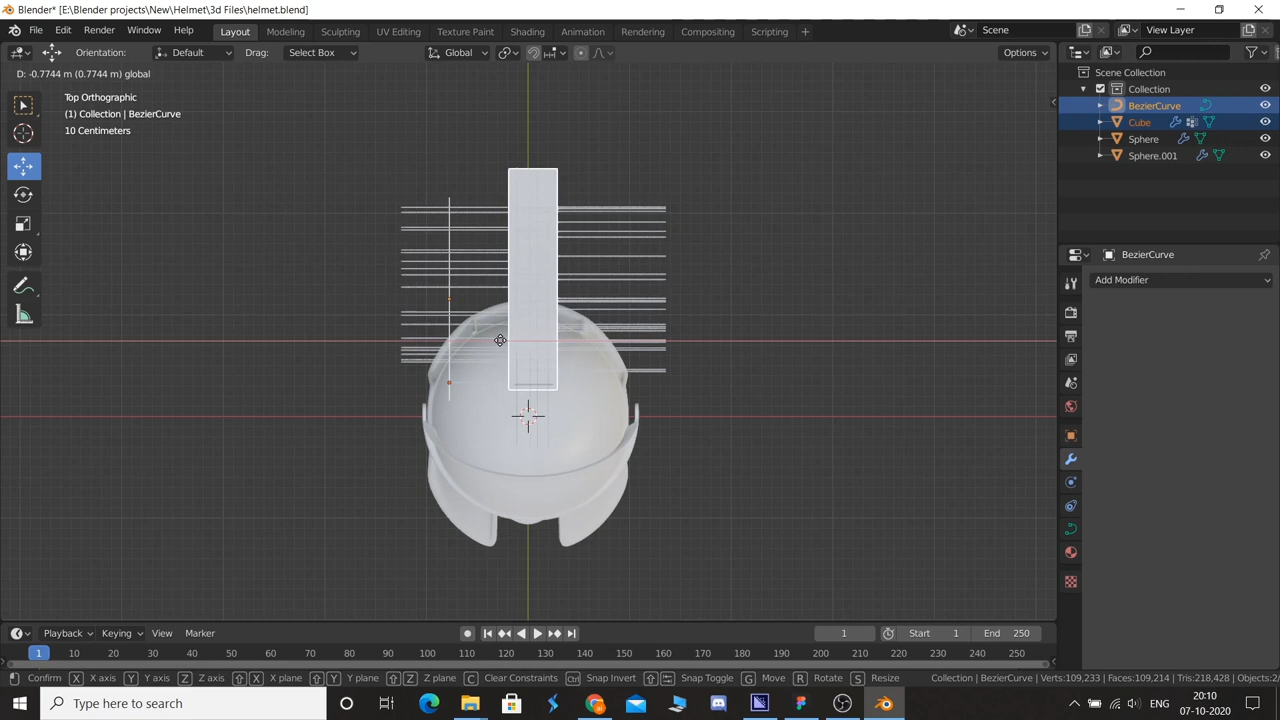 Blender* [E:\Blender projects\New\Helmet\3d Files\helmet.blend]
File Edit Render Window Help Layout Modeling Sculpting UV Editing Texture Paint Shading Animation Rendering Compositing Scripting + Scene View Layer
Orientation: Default Drag: Select Box Global Options
D: -0.7744 m (0.7744 m) global
Top Orthographic
(1) Collection | BezierCurve
10 Centimeters
Scene Collection
Collection
BezierCurve
Cube
Sphere
Sphere.001
BezierCurve
Add Modifier
Playback Keying View Marker 1 Start 1 End 250
1 10 20 30 40 50 60 70 80 90 100 110 120 130 140 150 160 170 180 190 200 210 220 230 240 250
Confirm X X axis Y Y axis Z Z axis X X plane Y Y plane Z Z plane C Clear Constraints Ctrl Snap Invert Snap Toggle G Move R Rotate S Resize Collection | BezierCurve | Verts:109,233 | Faces:109,214 | Tris:218,428 | Objects:2/
Type here to search ENG 20:10
07-10-2020